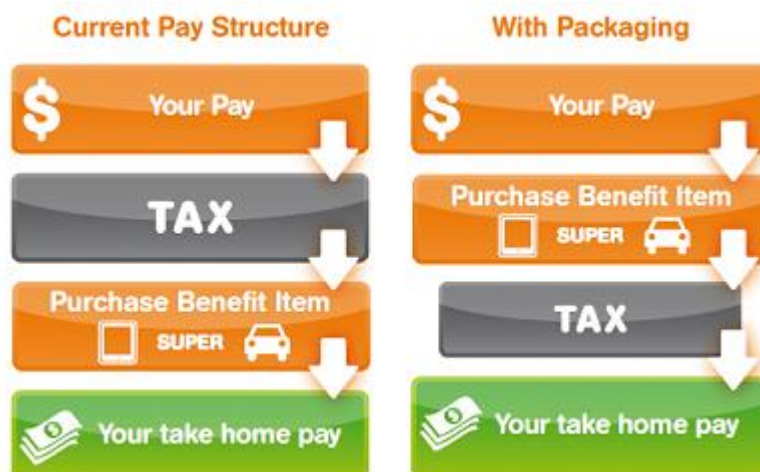 Current Pay Structure
$ Your Pay
TAX
Purchase Benefit Item
SUPER
Your take home pay
With Packaging
$ Your Pay
Purchase Benefit Item
SUPER
TAX
Your take home pay